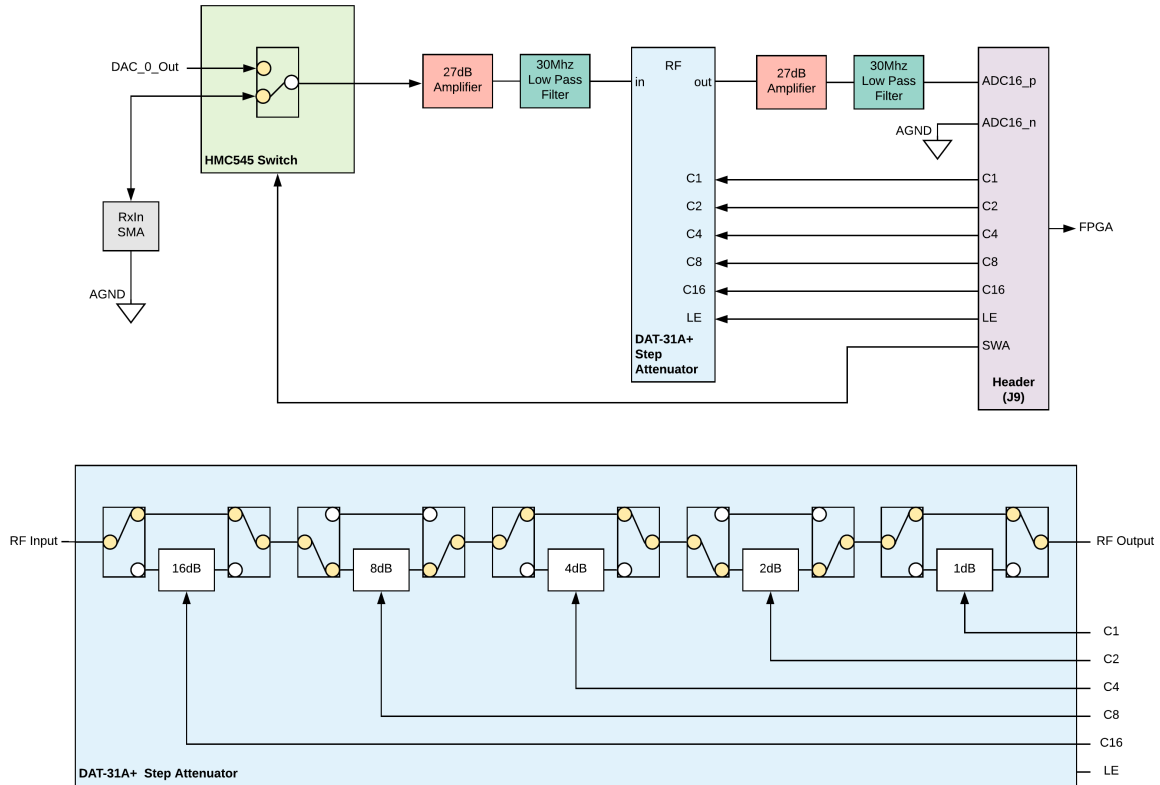 DAC_0_Out
HMC545 Switch
RxIn
SMA
AGND
27dB
Amplifier
30Mhz
Low Pass
Filter
RF
in
out
C1
C2
C4
C8
C16
LE
DAT-31A+
Step
Attenuator
27dB
Amplifier
30Mhz
Low Pass
Filter
AGND
ADC16_p
ADC16_n
C1
C2
C4
C8
C16
LE
SWA
Header
(J9)
FPGA
RF Input
16dB
8dB
4dB
2dB
1dB
RF Output
C1
C2
C4
C8
C16
LE
DAT-31A+  Step Attenuator